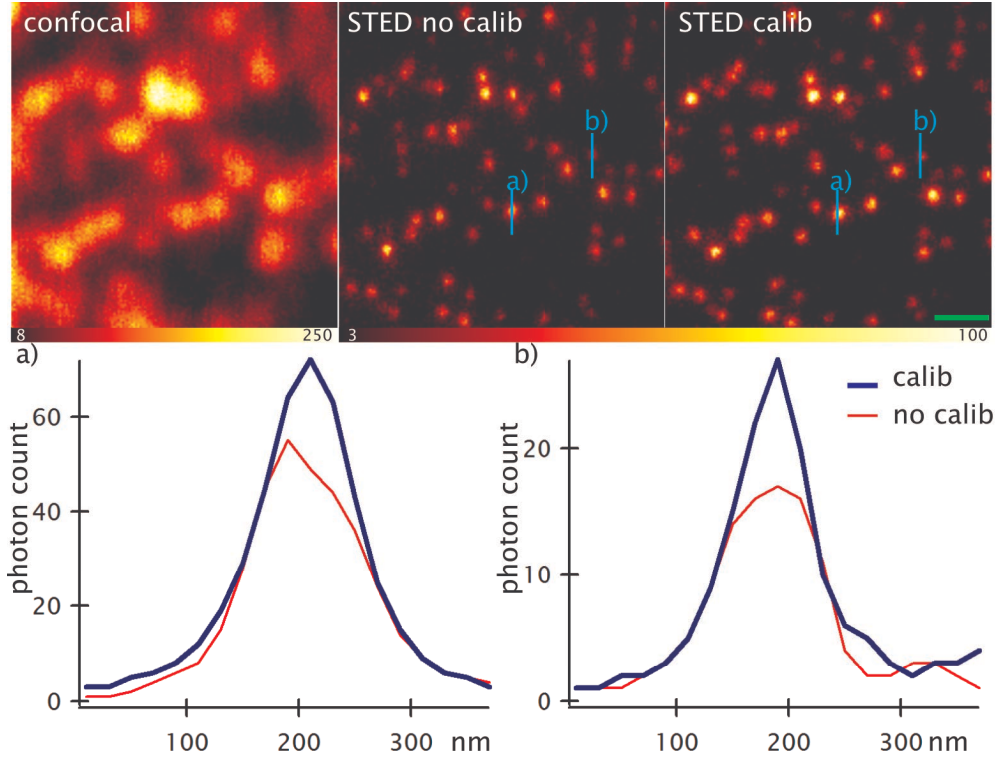 confocal
STED no calib
STED calib
b)
a)
b)
a)
8
250
3
100
a)
photon count
60
40
20
0
100
200
300
nm
b)
photon count
20
10
0
100
200
300
nm
calib
no calib